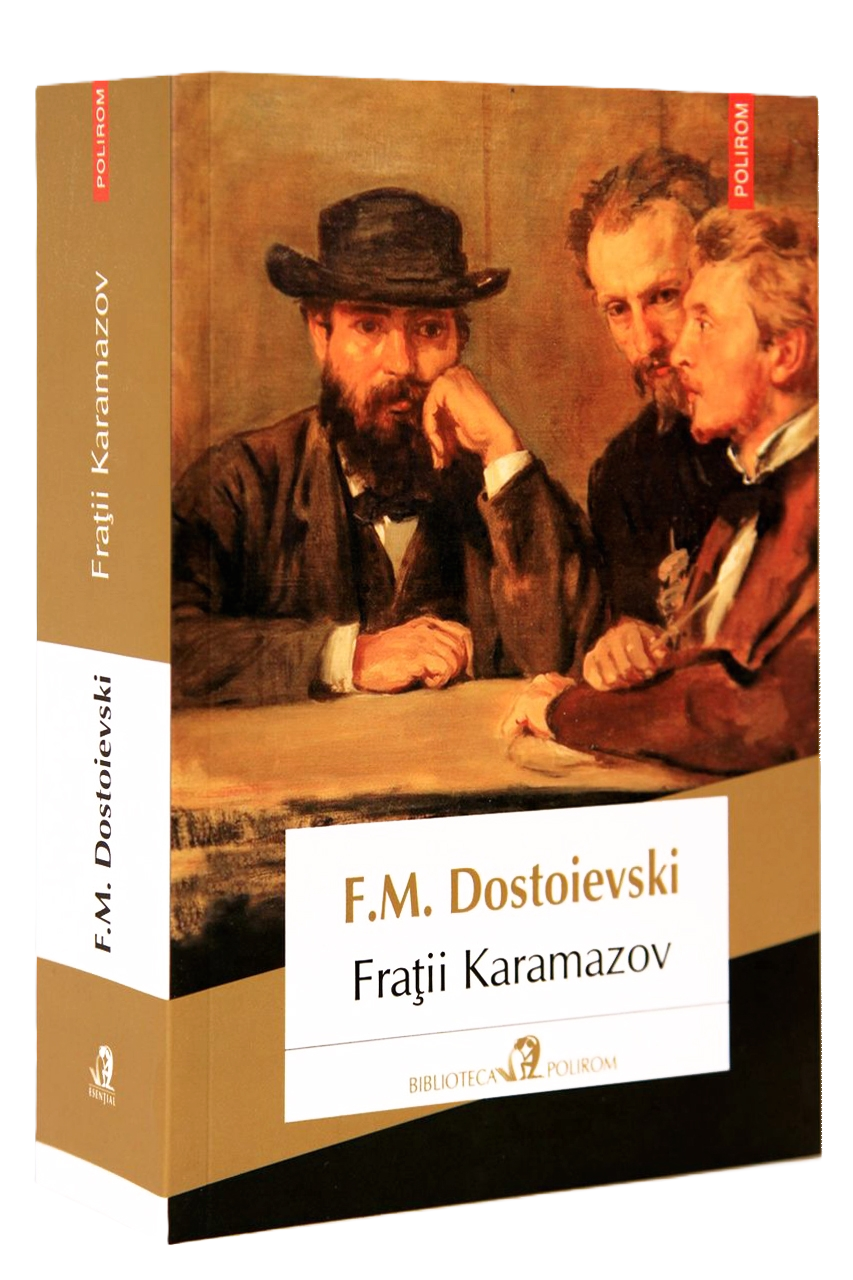 POLIROM
Fraţii Karamazov
F.M. Dostoievski
ESENŢIAL
POLIROM
F.M. Dostoievski
Fraţii Karamazov
BIBLIOTECA POLIROM